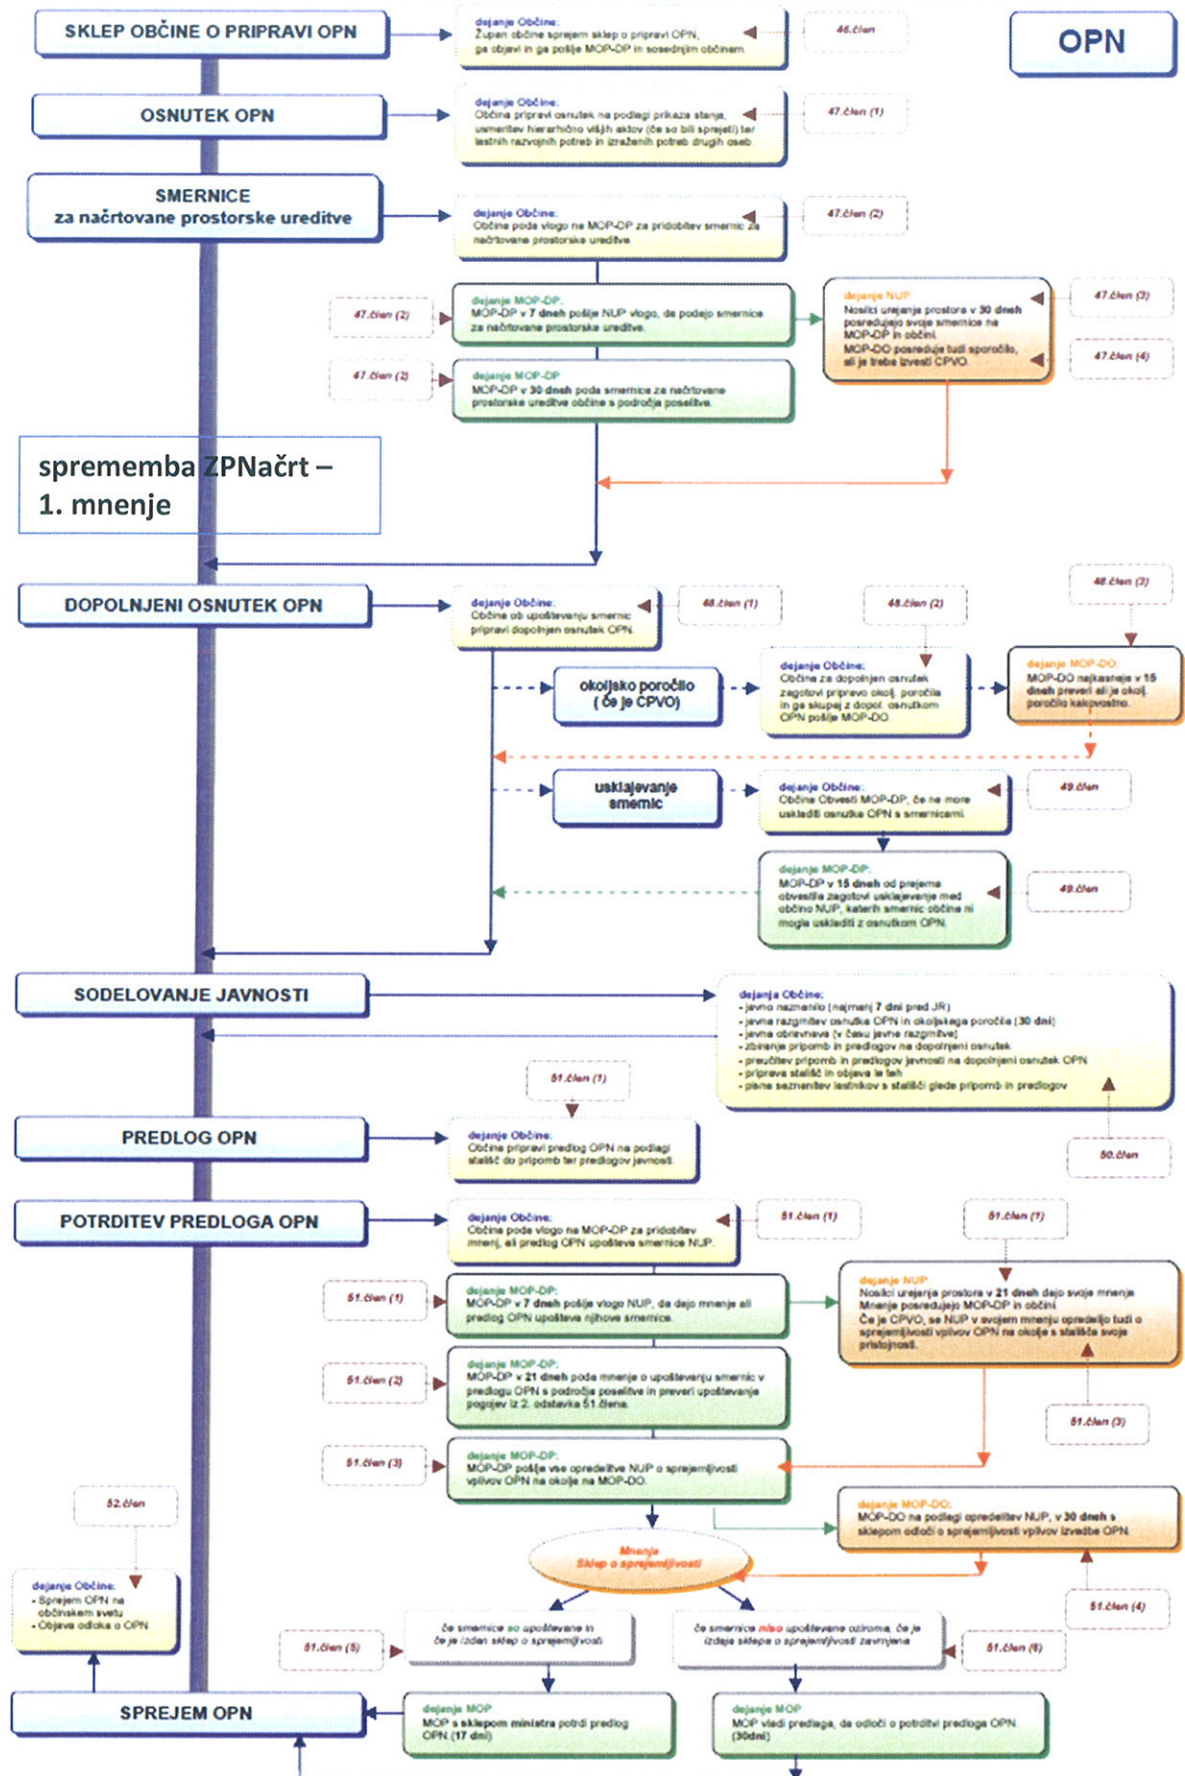 SKLEP OBČINE O PRIPRAVI OPN
dejanje Občine:
Župan občine sprejem sklep o pripravi OPN,
ga objavi in ga pošlje MOP-DP in sosednjim občinam.
46.člen
OPN
OSNUTEK OPN
dejanje Občine:
Občina pripravi osnutek na podlagi prikaza stanja,
usmeritev hierarhično višjih aktov (če so bili sprejeti) ter
lastnih razvojnih potreb in izraženih potreb drugih oseb.
47.člen (1)
SMERNICE
za načrtovane prostorske ureditve
dejanje Občine:
Občina poda vlogo na MOP-DP za pridobitev smernic za
načrtovane prostorske ureditve.
47.člen (2)
47.člen (2)
dejanje MOP-DP:
MOP-DP v 7 dneh pošlje NUP vlogo, da podajo smernice
za načrtovane prostorske ureditve.
dejanje NUP
Nosilci urejanja prostora v 30 dneh
posredujejo svoje smernice na
MOP-DP in občini.
MOP-DO posreduje tudi sporočilo,
ali je treba izvesti CPVO.
47.člen (3)
47.člen (4)
47.člen (2)
dejanje MOP-DP
MOP-DP v 30 dneh poda smernice za načrtovane
prostorske ureditve občine s področja poselitve.
sprememba ZPNačrt –
1. mnenje
DOPOLNJENI OSNUTEK OPN
dejanje Občine:
Občina ob upoštevanju smernic
pripravi dopolnjen osnutek OPN.
48.člen (1)
48.člen (2)
48.člen (3)
okoljsko poročilo
( če je CPVO)
dejanje Občine:
Občina za dopolnjen osnutek
zagotovi pripravo okolj. poročila
in ga skupaj z dopol. osnutkom
OPN pošlje MOP-DO.
dejanje MOP-DO:
MOP-DO najkasneje v 15
dneh preveri ali je okolj.
poročilo kakovostno.
usklajevanje
smernic
dejanje Občine:
Občina Obvesti MOP-DP, če ne more
uskladiti osnutka OPN s smernicami.
49.člen
dejanje MOP-DP:
MOP-DP v 15 dneh od prejema
obvestila zagotovi usklajevanje med
občino NUP, katerih smernic občina ni
mogla uskladiti z osnutkom OPN.
49.člen
SODELOVANJE JAVNOSTI
dejanja Občine:
- javno naznanilo (najmanj 7 dni pred JR)
- javna razgrnitev osnutka OPN in okoljskega poročila (30 dni)
- javna obravnava (v času javne razgrnitve)
- zbiranje pripomb in predlogov na dopolnjeni osnutek
- preučitev pripomb in predlogov javnosti na dopolnjeni osnutek OPN
- priprava stališč in objava le teh
- pisna seznanitev lastnikov s stališči glede pripomb in predlogov
50.člen
51.člen (1)
PREDLOG OPN
dejanje Občine:
Občina pripravi predlog OPN na podlagi
stališč do pripomb ter predlogov javnosti.
POTRDITEV PREDLOGA OPN
dejanje Občine:
Občina poda vlogo na MOP-DP za pridobitev
mnenj, ali predlog OPN upošteva smernice NUP.
51.člen (1)
51.člen (1)
51.člen (1)
dejanje MOP-DP:
MOP-DP v 7 dneh pošlje vlogo NUP, da dajo mnenje ali
predlog OPN upošteva njihove smernice.
dejanje NUP:
Nosilci urejanja prostora v 21 dneh dajo svoje mnenje
Mnenje posredujejo MOP-DP in občini.
Če je CPVO, se NUP v svojem mnenju opredelijo tudi o
sprejemljivosti vplivov OPN na okolje s stališča svoje
pristojnosti.
51.člen (2)
dejanje MOP-DP:
MOP-DP v 21 dneh poda mnenje o upoštevanju smernic v
predlogu OPN s področja poselitve in preveri upoštevanje
pogojev iz 2. odstavka 51.člena.
51.člen (3)
51.člen (3)
dejanje MOP-DP:
MOP-DP pošlje vse opredelitve NUP o sprejemljivosti
vplivov OPN na okolje na MOP-DO.
dejanje MOP-DO:
MOP-DO na podlagi opredelitev NUP, v 30 dneh s
sklepom odloči o sprejemljivosti vplivov izvedbe OPN.
51.člen (4)
Mnenja
Sklep o sprejemljivosti
52.člen
dejanje Občine:
- Sprejem OPN na
občinskem svetu
- Objava odloka o OPN
51.člen (5)
če smernice so upoštevane in
če je izdan sklep o sprejemljivosti
če smernice niso upoštevane oziroma, če je
izdaja sklepa o sprejemljivosti zavrnjena
51.člen (6)
SPREJEM OPN
dejanje MOP
MOP s sklepom ministra potrdi predlog
OPN (17 dni)
dejanje MOP
MOP vladi predlaga, da odloči o potrditvi predloga OPN.
(30dni)